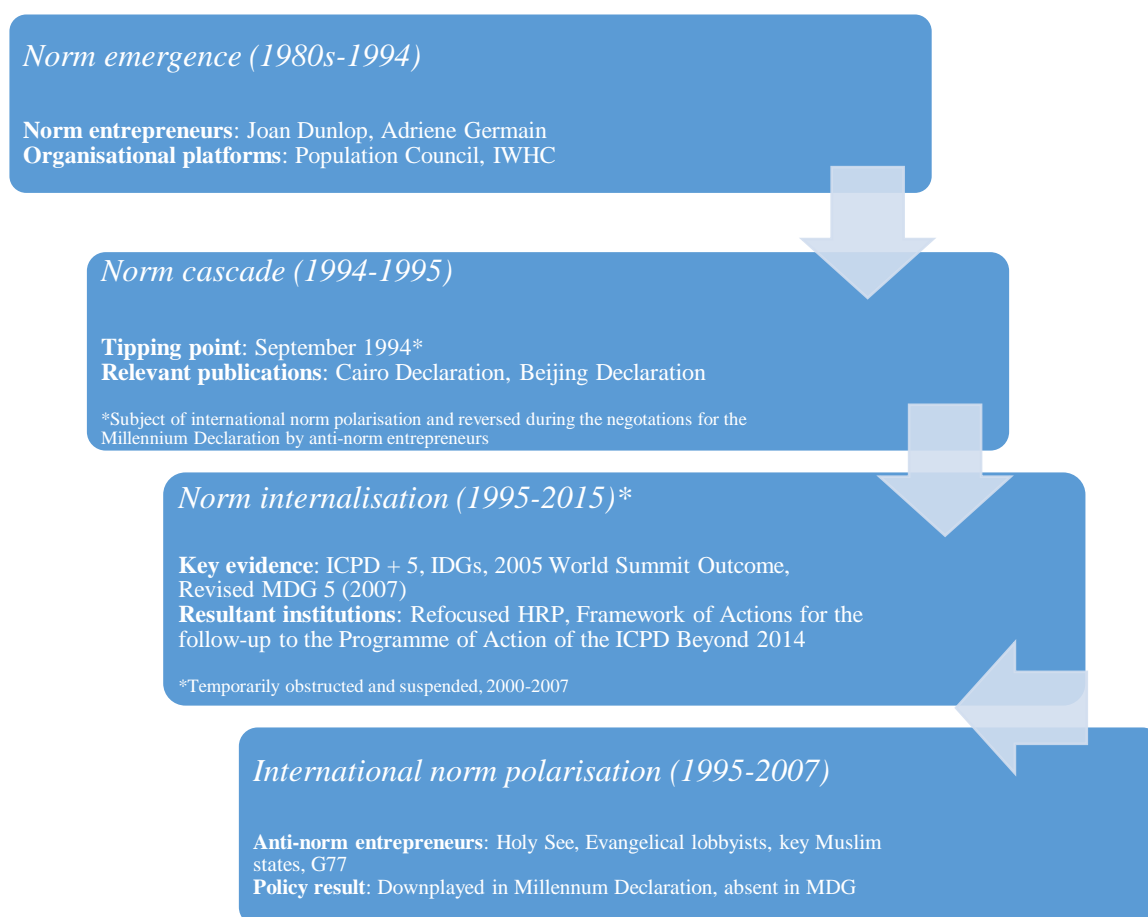 Norm emergence (1980s-1994)
Norm entrepreneurs: Joan Dunlop, Adriene Germain
Organisational platforms: Population Council, IWHC
Norm cascade (1994-1995)
Tipping point: September 1994*
Relevant publications: Cairo Declaration, Beijing Declaration
*Subject of international norm polarisation and reversed during the negotations for the
Millennium Declaration by anti-norm entrepreneurs
Norm internalisation (1995-2015)*
Key evidence: ICPD + 5, IDGs, 2005 World Summit Outcome,
Revised MDG 5 (2007)
Resultant institutions: Refocused HRP, Framework of Actions for the
follow-up to the Programme of Action of the ICPD Beyond 2014
*Temporarily obstructed and suspended, 2000-2007
International norm polarisation (1995-2007)
Anti-norm entrepreneurs: Holy See, Evangelical lobbyists, key Muslim
states, G77
Policy result: Downplayed in Millennum Declaration, absent in MDG